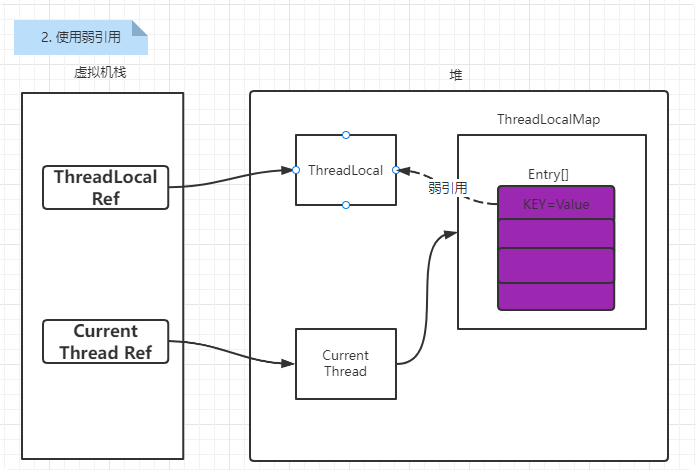 2. 使用弱引用
虚拟机栈
堆
ThreadLocal
Ref
Current
Thread Ref
ThreadLocal
弱引用
ThreadLocalMap
Entry[]
KEY=Value
Current
Thread